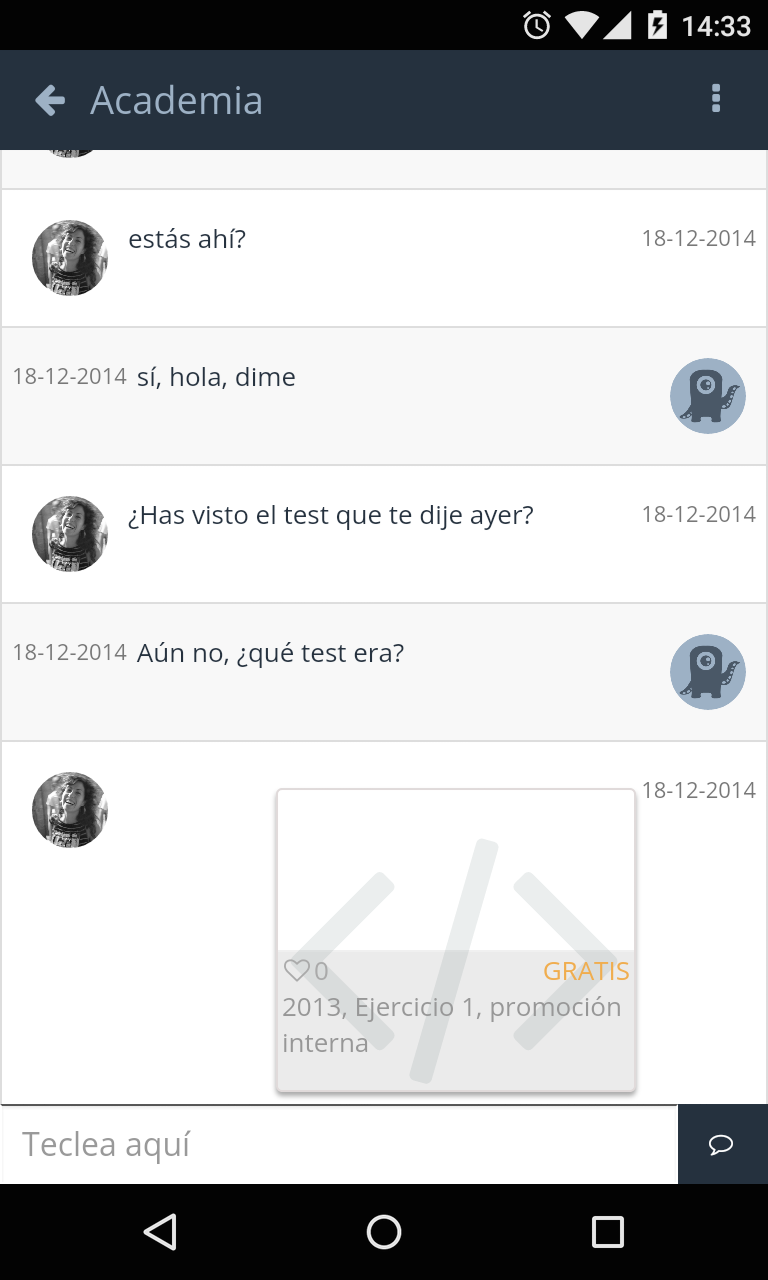 14:33
Academia
estás ahí?
18-12-2014
18-12-2014 sí, hola, dime
¿Has visto el test que te dije ayer?
18-12-2014
18-12-2014 Aún no, ¿qué test era?
18-12-2014
0
GRATIS
2013, Ejercicio 1, promoción
interna
Teclea aquí